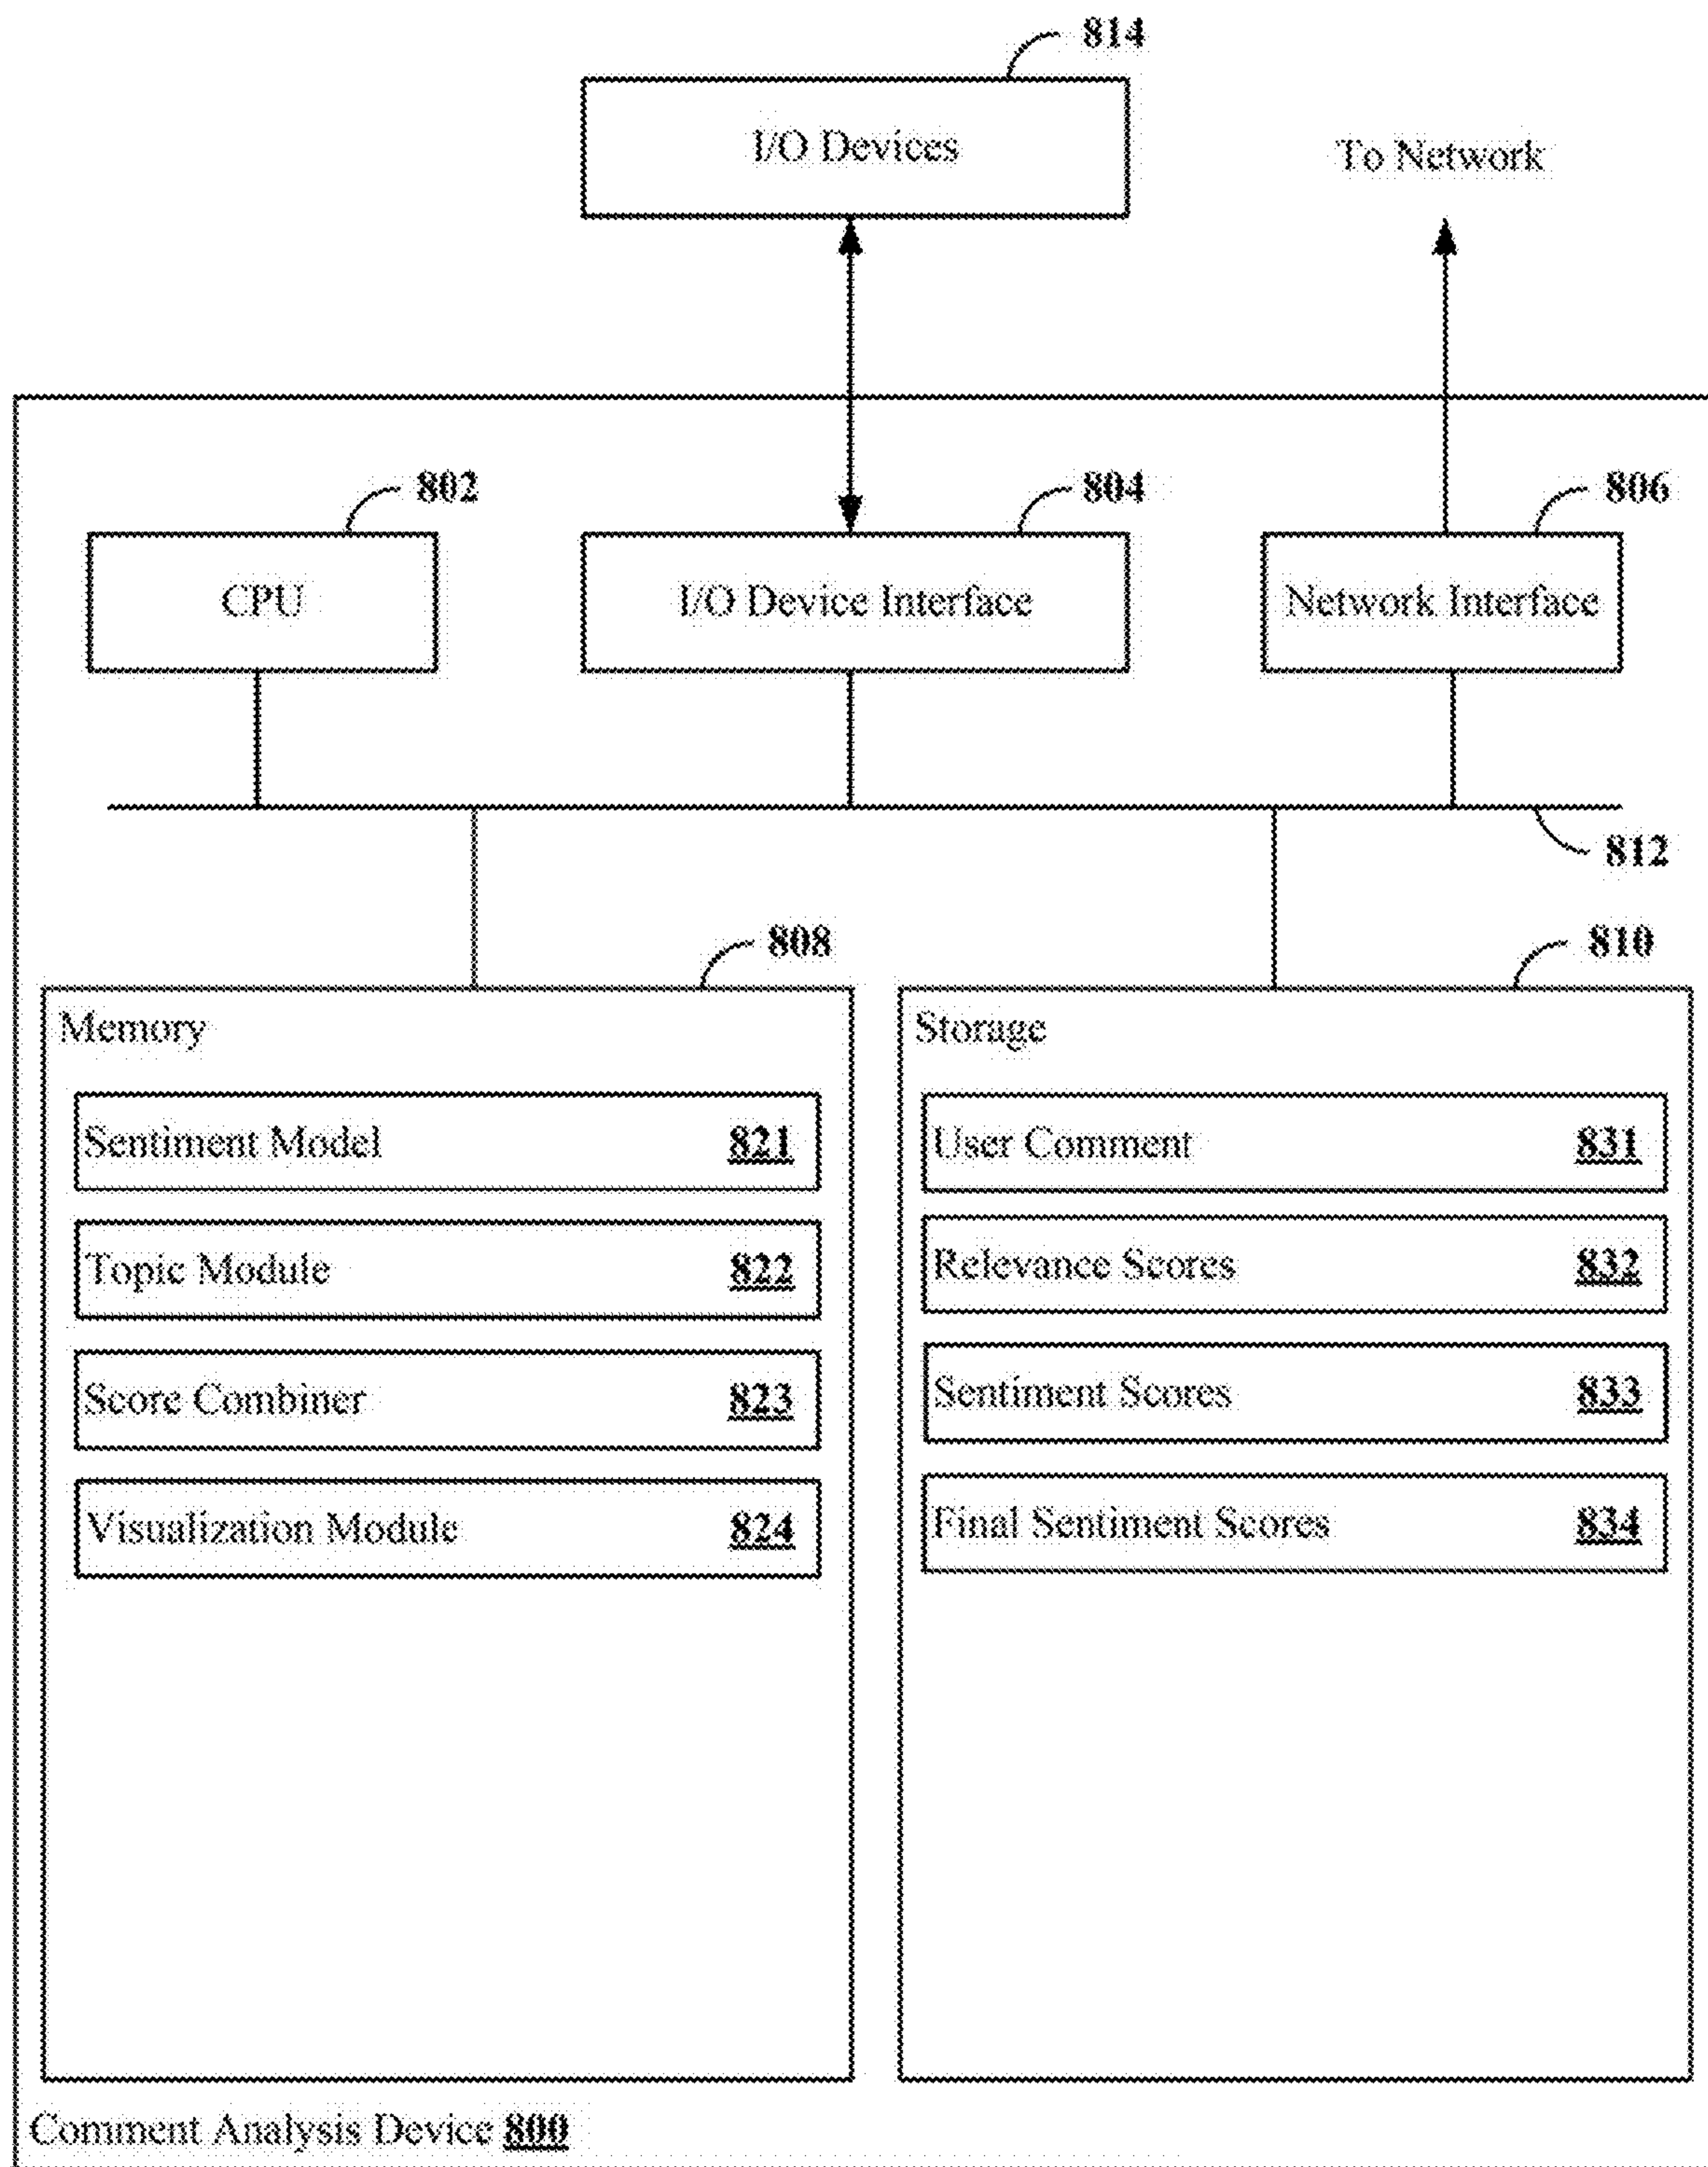 814
I/O Devices
To Network
802
804
806
CPU
I/O Device Interface
Network Interface
812
808
810
Memory
Sentiment Model 821
Topic Module 822
Score Combiner 823
Visualization Module 824
Storage
User Comment 831
Relevance Scores 832
Sentiment Scores 833
Final Sentiment Scores 834
Comment Analysis Device 800